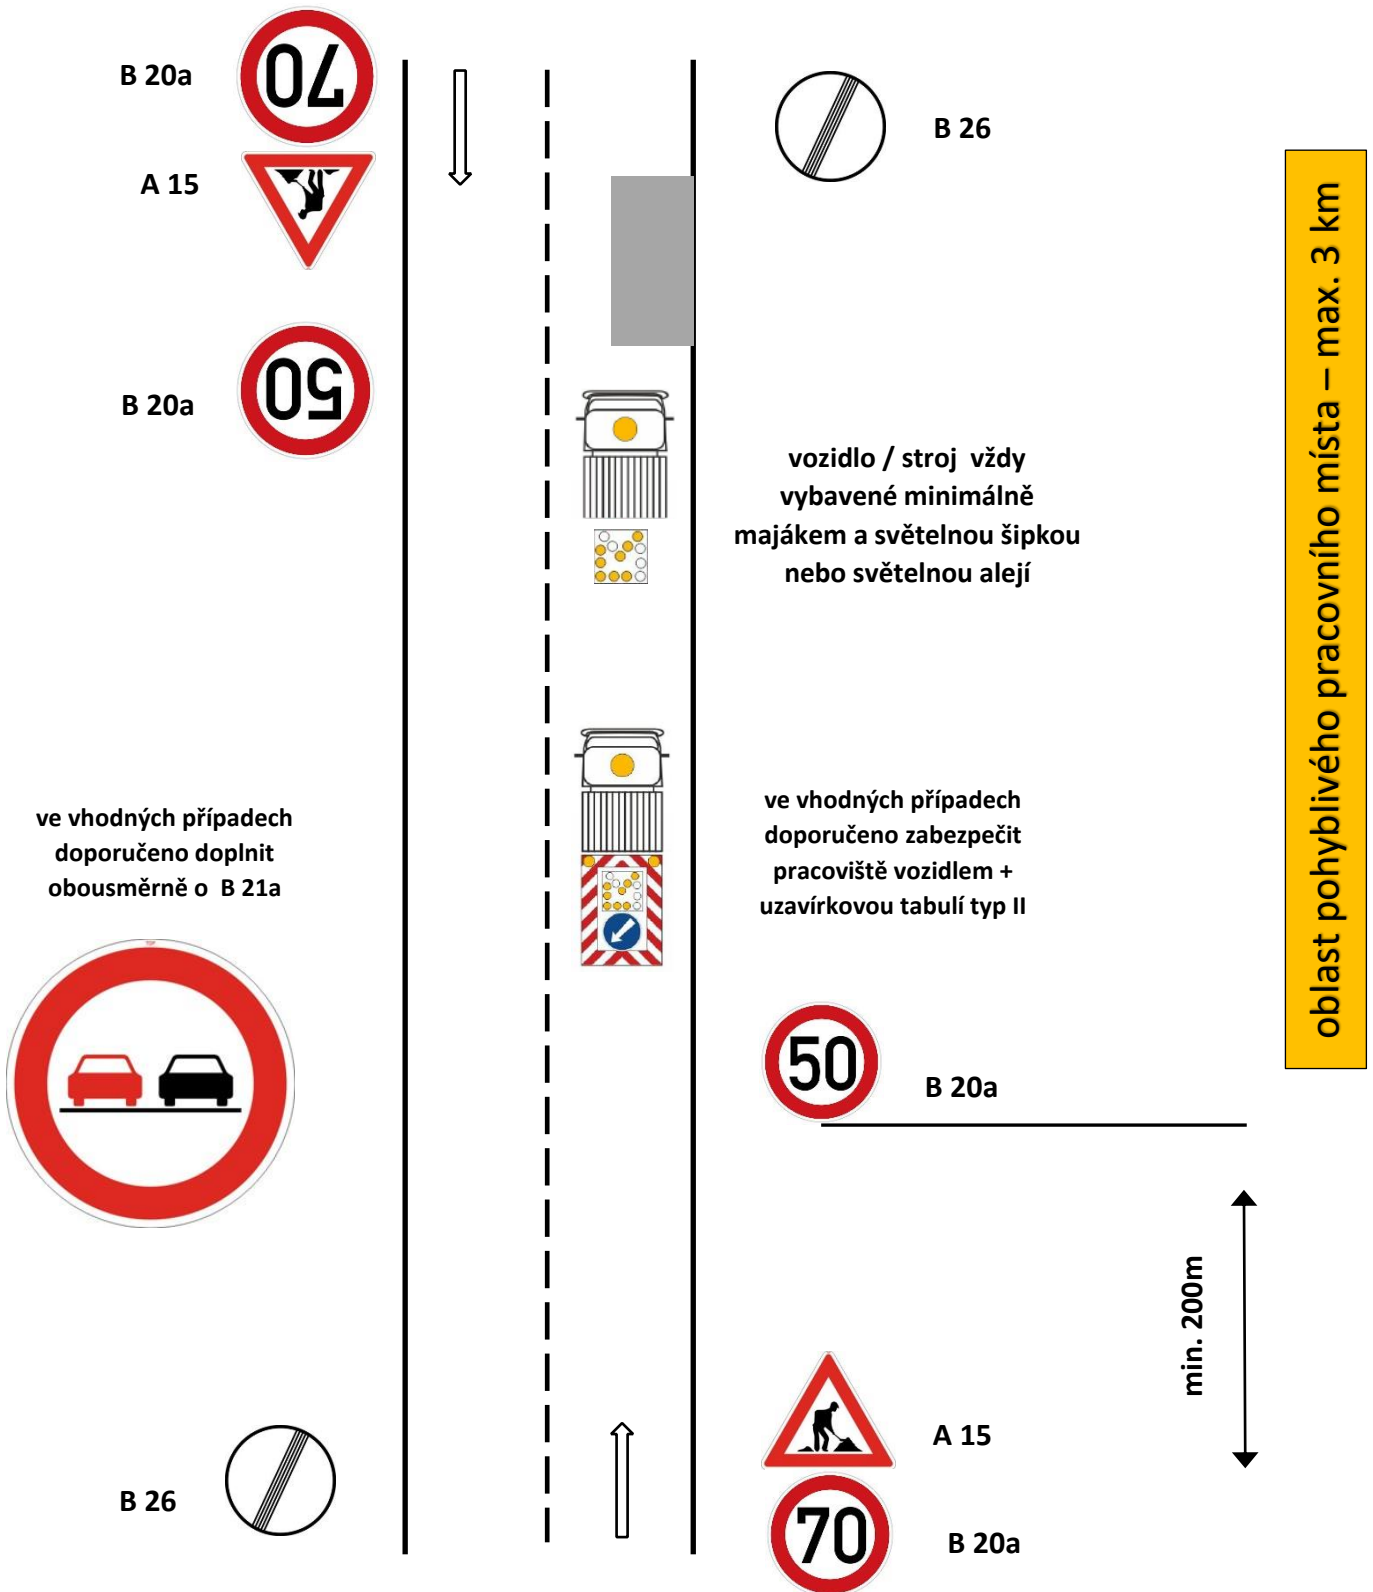 70
B 20a
B 26
A 15
50
B 20a
vozidlo / stroj vždy
vybavené minimálně
majákem a světelnou šipkou
nebo světelnou alejí
oblast pohyblivého pracovního místa – max. 3 km
ve vhodných případech
doporučeno doplnit
obousměrně o B 21a
ve vhodných případech
doporučeno zabezpečit
pracoviště vozidlem +
uzavírkovou tabulí typ II
50
B 20a
min. 200m
A 15
B 26
70
B 20a